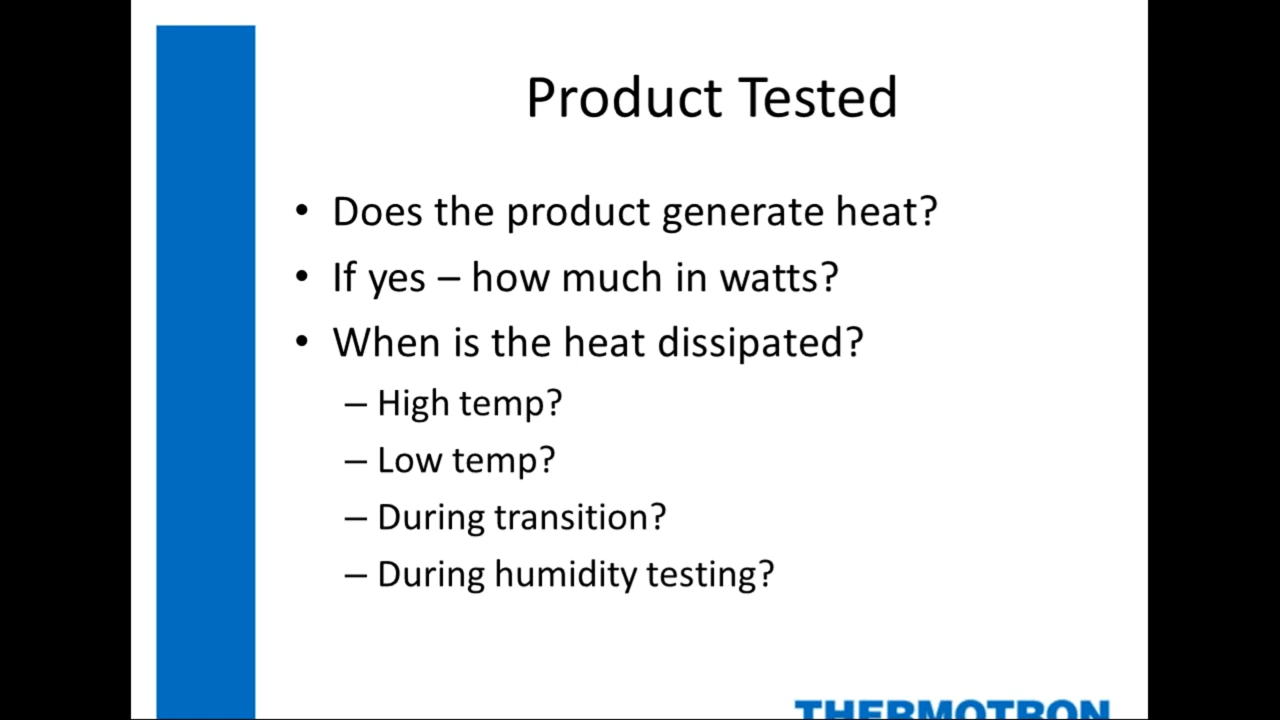 Product Tested
• Does the product generate heat?
• If yes – how much in watts?
• When is the heat dissipated?
– High temp?
– Low temp?
– During transition?
– During humidity testing?
THERMOTRON